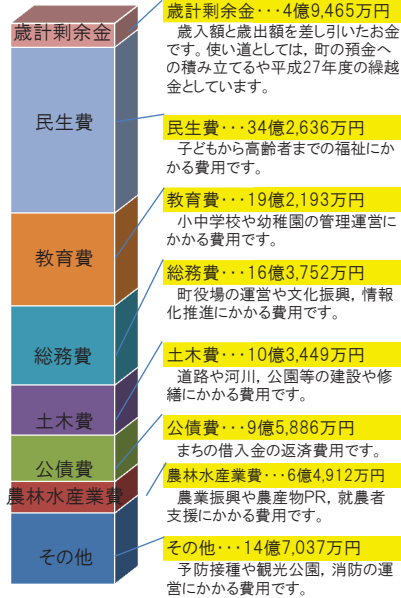 歳計剰余金
民生費
教育費
総務費
土木費
公債費
農林水産業費
その他
歳計剰余金･･･4億9,465万円
歳入額と歳出額を差し引いたお金
です。使い道としては，町の預金へ
の積み立てるや平成27年度の繰越
金としています。
民生費･･･34億2,636万円
子どもから高齢者までの福祉にか
かる費用です。
教育費･･･19億2,193万円
小中学校や幼稚園の管理運営に
かかる費用です。
総務費･･･16億3,752万円
町役場の運営や文化振興，情報
化推進にかかる費用です。
土木費･･･10億3,449万円
道路や河川，公園等の建設や修
繕にかかる費用です。
公債費･･･9億5,886万円
まちの借入金の返済費用です。
農林水産業費･･･6億4,912万円
農業振興や農産物PR，就農者
支援にかかる費用です。
その他･･･14億7,037万円
予防接種や観光公園，消防の運
営にかかる費用です。